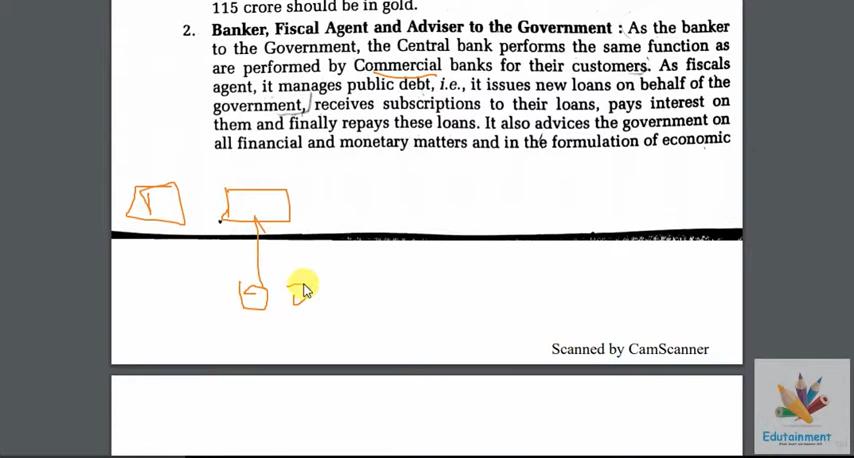 115 crore should be in gold.
2. Banker, Fiscal Agent and Adviser to the Government : As the banker
to the Government, the Central bank performs the same function as
are performed by Commercial banks for their customers. As fiscals
agent, it manages public debt, i.e., it issues new loans on behalf of the
government, receives subscriptions to their loans, pays interest on
them and finally repays these loans. It also advices the government on
all financial and monetary matters and in the formulation of economic
Scanned by CamScanner
Edutainment